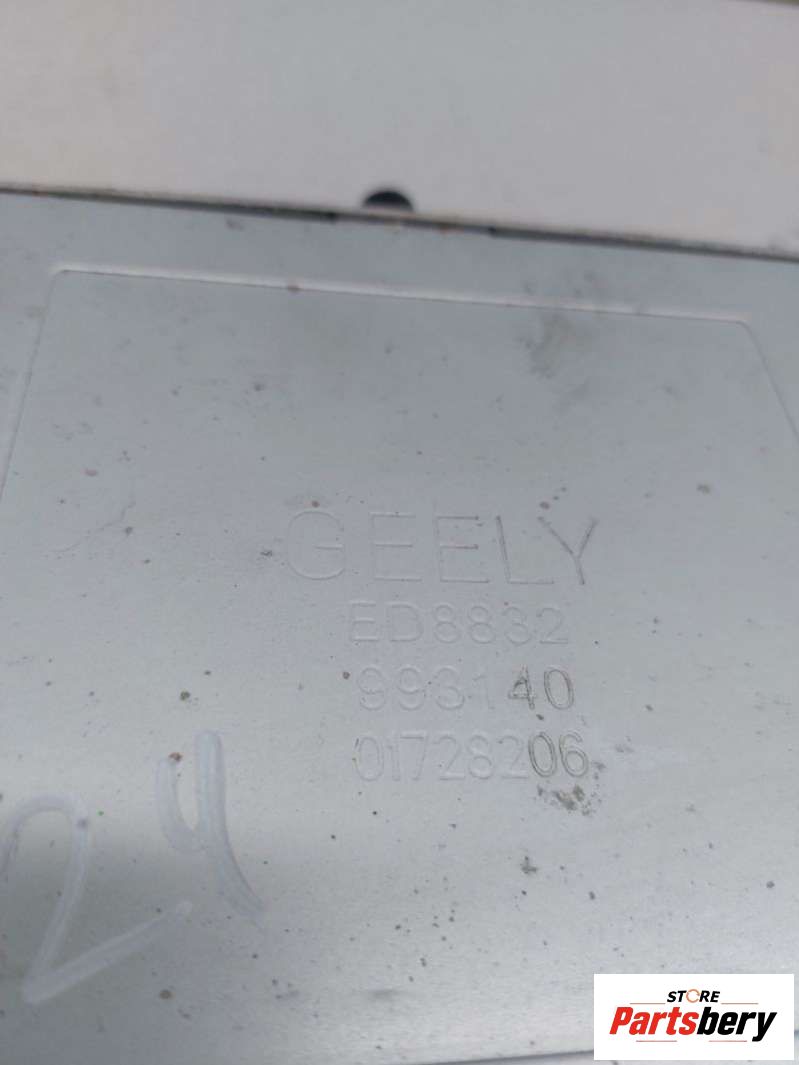 GEELY
ED8832
993140
01728206
24
STORE
Partsbery